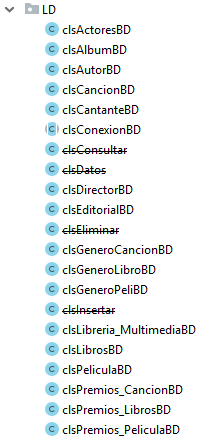 LD
clsActoresBD
clsAlbumBD
clsAutorBD
clsCancionBD
clsCantanteBD
clsConexionBD
clsConsultar
clsDatos
clsDirectorBD
clsEditorialBD
clsEliminar
clsGeneroCancionBD
clsGeneroLibroBD
clsGeneroPeliBD
clsInsertar
clsLibreria_MultimediaBD
clsLibrosBD
clsPeliculaBD
clsPremios_CancionBD
clsPremios_LibrosBD
clsPremios_PeliculaBD